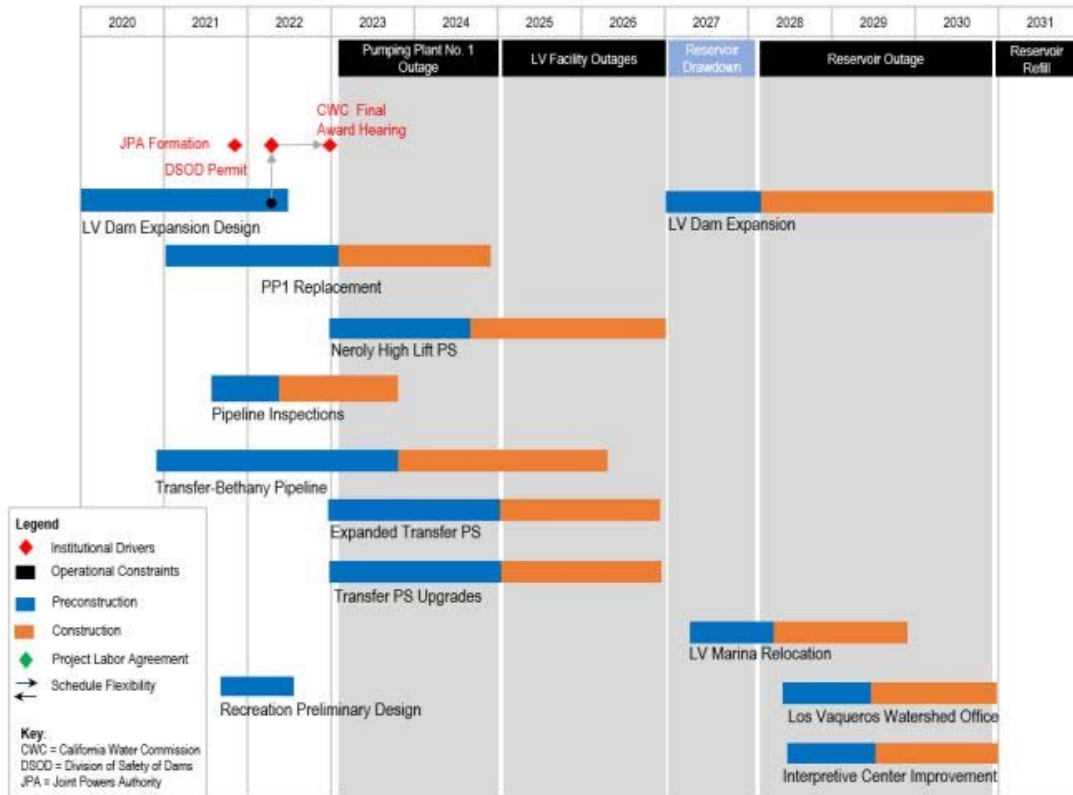 2020 2021 2022 2023 2024 2025 2026 2027 2028 2029 2030 2031
Pumping Plant No. 1
Outage
LV Facility Outages
Reservoir
Drawdown
Reservoir Outage
Reservoir
Refill
CWC Final
Award Hearing
JPA Formation
DSOD Permit
LV Dam Expansion Design
LV Dam Expansion
PP1 Replacement
Neroly High Lift PS
Pipeline Inspections
Transfer-Bethany Pipeline
Expanded Transfer PS
Transfer PS Upgrades
LV Marina Relocation
Recreation Preliminary Design
Los Vaqueros Watershed Office
Interpretive Center Improvement
Legend
Institutional Drivers
Operational Constraints
Preconstruction
Construction
Project Labor Agreement
Schedule Flexibility
Key:
CWC = California Water Commission
DSOD = Division of Safety of Dams
JPA = Joint Powers Authority